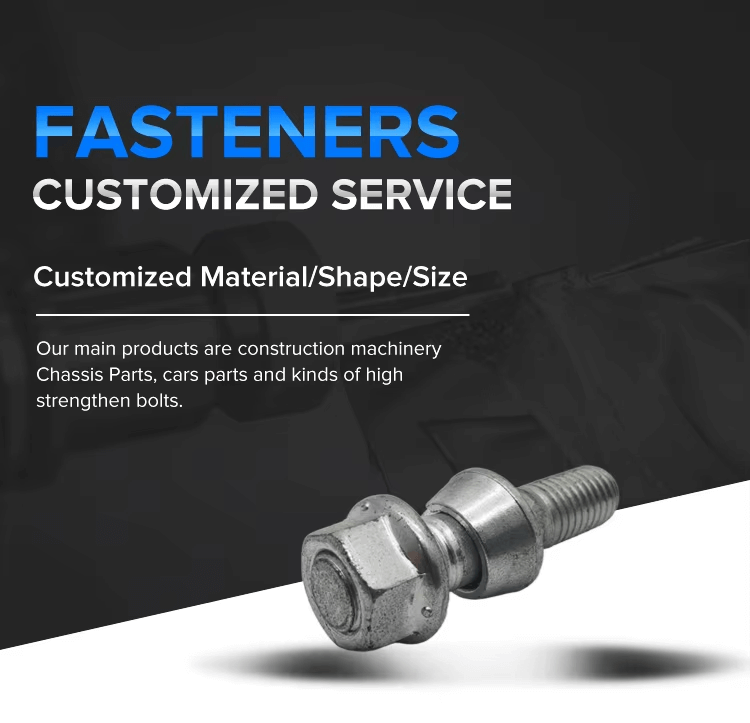 FASTENERS
CUSTOMIZED SERVICE
Customized Material/Shape/Size
Our main products are construction machinery
Chassis Parts, cars parts and kinds of high
strengthen bolts.